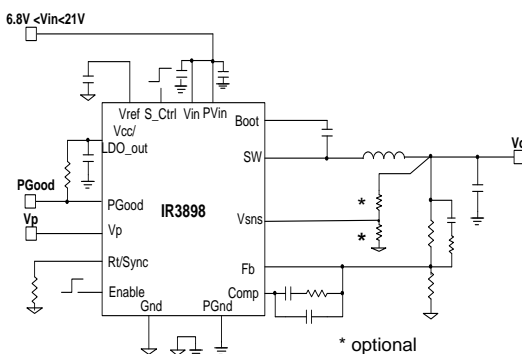 6.8V <Vin<21V
Vref S_Ctrl Vin PVin
Vcc/
LDO_out
Boot
SW
PGood
PGood
IR3898
Vp
Vp
Vsns
*
*
Rt/Sync
Fb
Enable
Comp
Gnd
PGnd
* optional